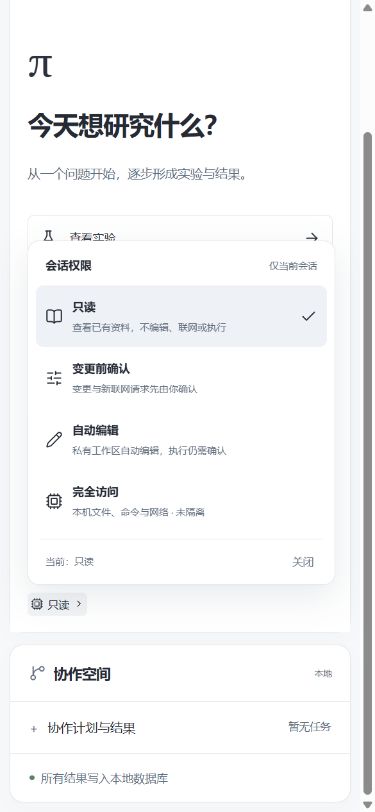 π
今天想研究什么?
从一个问题开始，逐步形成实验与结果。
查看实验
会话权限 仅当前会话
只读
查看已有资料，不编辑、联网或执行
变更前确认
变更与新联网请求先由你确认
自动编辑
私有工作区自动编辑，执行仍需确认
完全访问
本机文件、命令与网络 · 未隔离
当前：只读 关闭
只读
协作空间 本地
+ 协作计划与结果 暂无任务
所有结果写入本地数据库